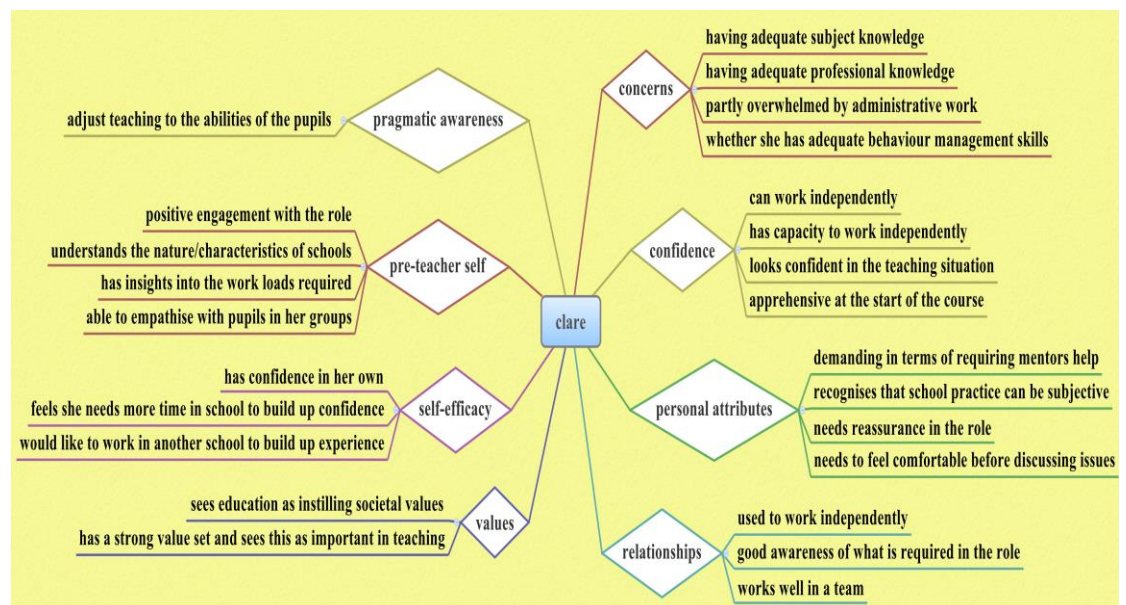 clare
concerns
having adequate subject knowledge
having adequate professional knowledge
partly overwhelmed by administrative work
whether she has adequate behaviour management skills
confidence
can work independently
has capacity to work independently
looks confident in the teaching situation
apprehensive at the start of the course
personal attributes
demanding in terms of requiring mentors help
recognises that school practice can be subjective
needs reassurance in the role
needs to feel comfortable before discussing issues
relationships
used to work independently
good awareness of what is required in the role
works well in a team
pragmatic awareness
adjust teaching to the abilities of the pupils
pre-teacher self
positive engagement with the role
understands the nature/characteristics of schools
has insights into the work loads required
able to empathise with pupils in her groups
self-efficacy
has confidence in her own
feels she needs more time in school to build up confidence
would like to work in another school to build up experience
values
sees education as instilling societal values
has a strong value set and sees this as important in teaching